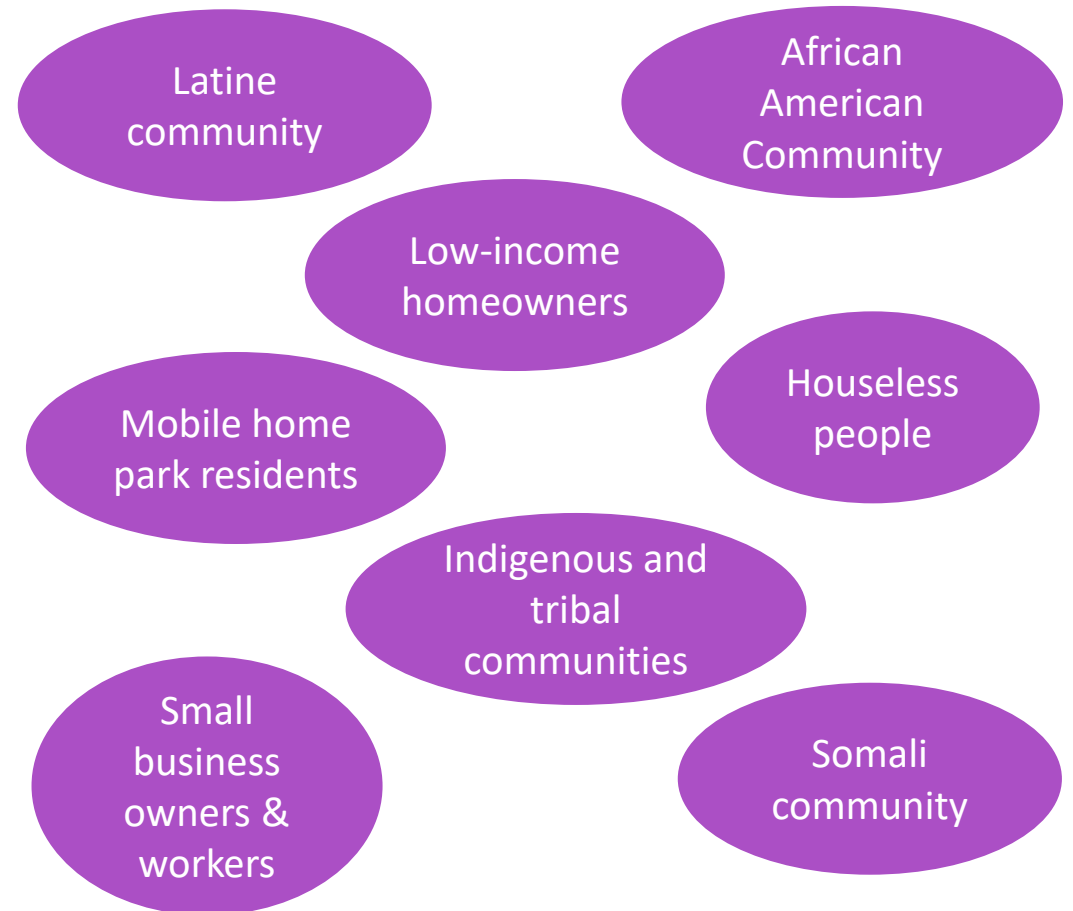 Latine
community
African
American
Community
Low-income
homeowners
Houseless
people
Mobile home
park residents
Indigenous and
tribal
communities
Small
business
owners &
workers
Somali
community